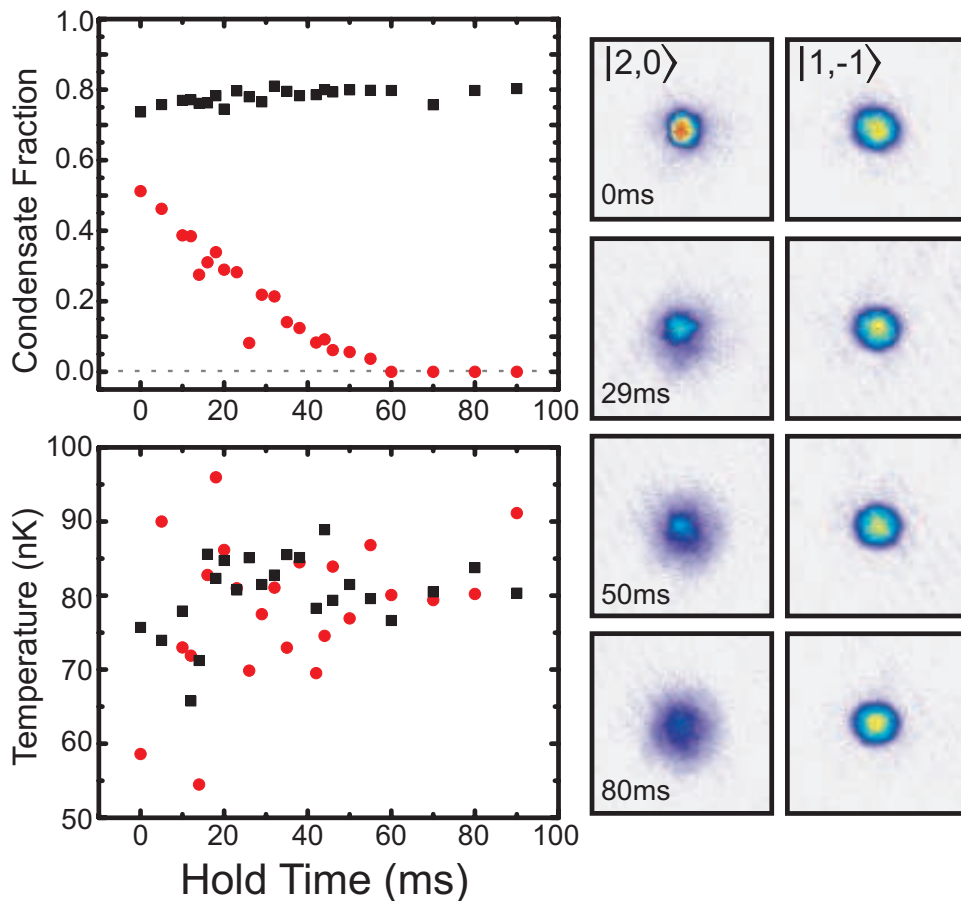 1.0
0.8
0.6
0.4
0.2
0.0
Condensate Fraction
0 20 40 60 80 100
100
90
80
70
60
50
Temperature (nK)
0 20 40 60 80 100
Hold Time (ms)
|2,0⟩
|1,-1⟩
0ms
29ms
50ms
80ms